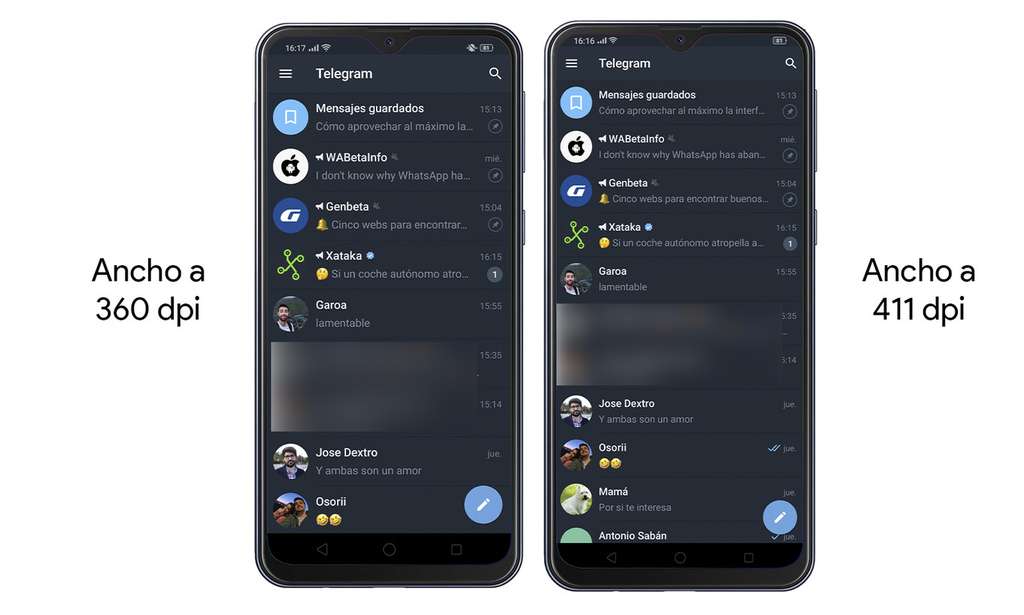 Ancho a
360 dpi
16:17
81
Telegram
Mensajes guardados
15:13
Cómo aprovechar al máximo la...
WABetaInfo
mié.
I don't know why WhatsApp ha...
Genbeta
15:04
Cinco webs para encontrar...
Xataka
16:15
Si un coche autónomo atro...
1
Garoa
15:55
lamentable
15:35
15:14
Jose Dextro
jue.
Y ambas son un amor
Osorii
16:16
81
Telegram
Mensajes guardados
15:13
Cómo aprovechar al máximo la interf...
WABetaInfo
mié.
I don't know why WhatsApp has aban...
Genbeta
15:04
Cinco webs para encontrar buenos...
Xataka
16:15
Si un coche autónomo atropella a...
1
Garoa
15:55
lamentable
5:35
5:14
Jose Dextro
jue.
Y ambas son un amor
Osorii
jue.
Mamá
jue.
Por si te interesa
Antonio Sabán
jue.
Ancho a
411 dpi